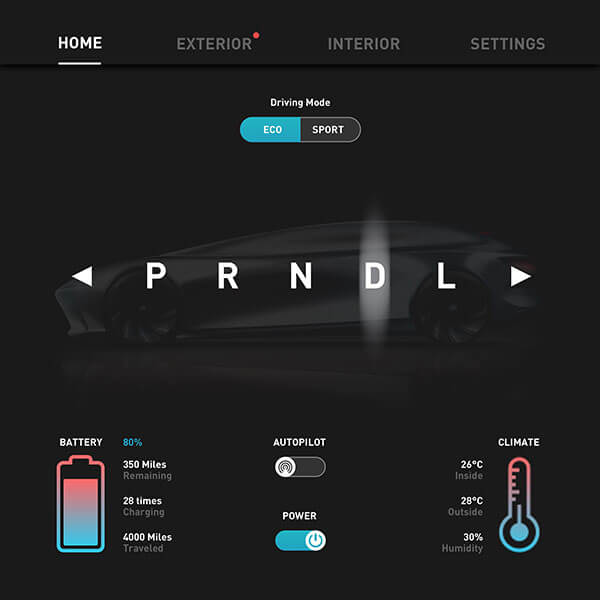 HOME EXTERIOR INTERIOR SETTINGS
Driving Mode
ECO SPORT
P R N D L
BATTERY 80%
350 Miles
Remaining
28 times
Charging
4000 Miles
Traveled
AUTOPILOT
POWER
CLIMATE
26°C
Inside
28°C
Outside
30%
Humidity